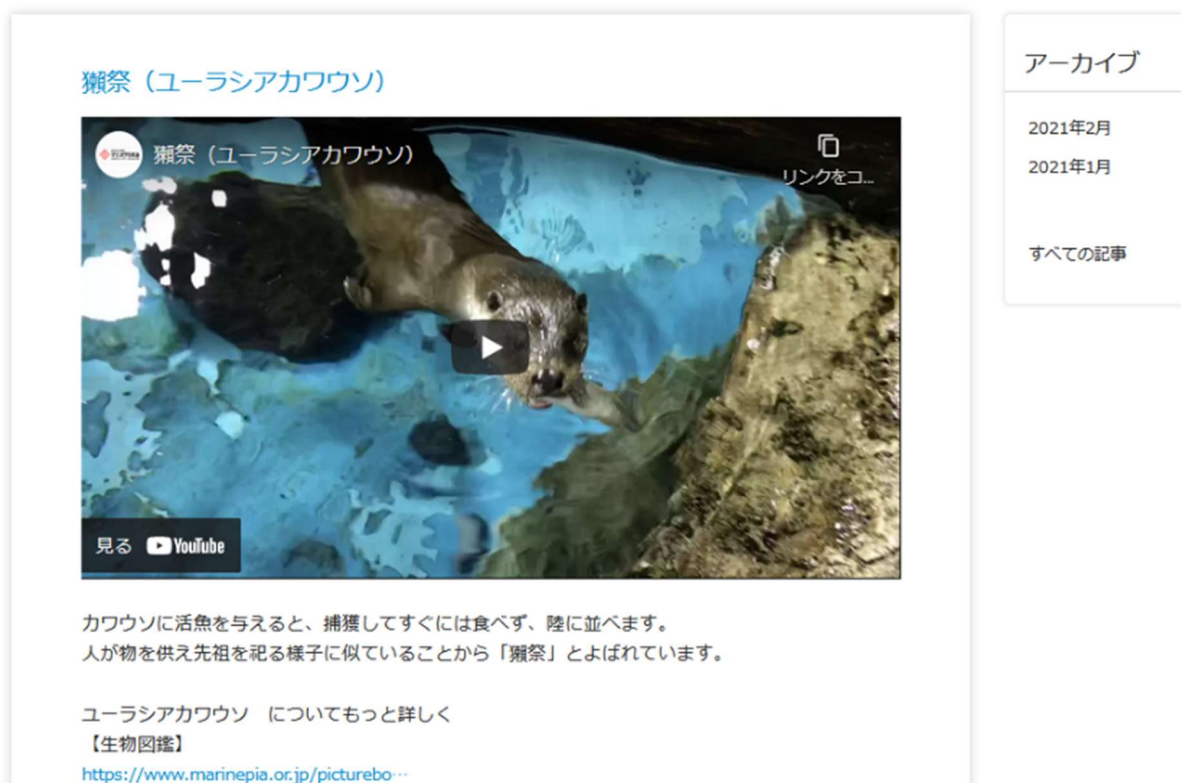 獺祭（ユーラシアカワウソ）
獺祭（ユーラシアカワウソ）
リンクをコ...
見る YouTube
カワウソに活魚を与えると、捕獲してすぐには食べず、陸に並べます。
人が物を供え先祖を祀る様子に似ていることから「獺祭」とよばれています。
ユーラシアカワウソ　についてもっと詳しく
【生物図鑑】
https://www.marinepia.or.jp/picturebo…
アーカイブ
2021年2月
2021年1月
すべての記事